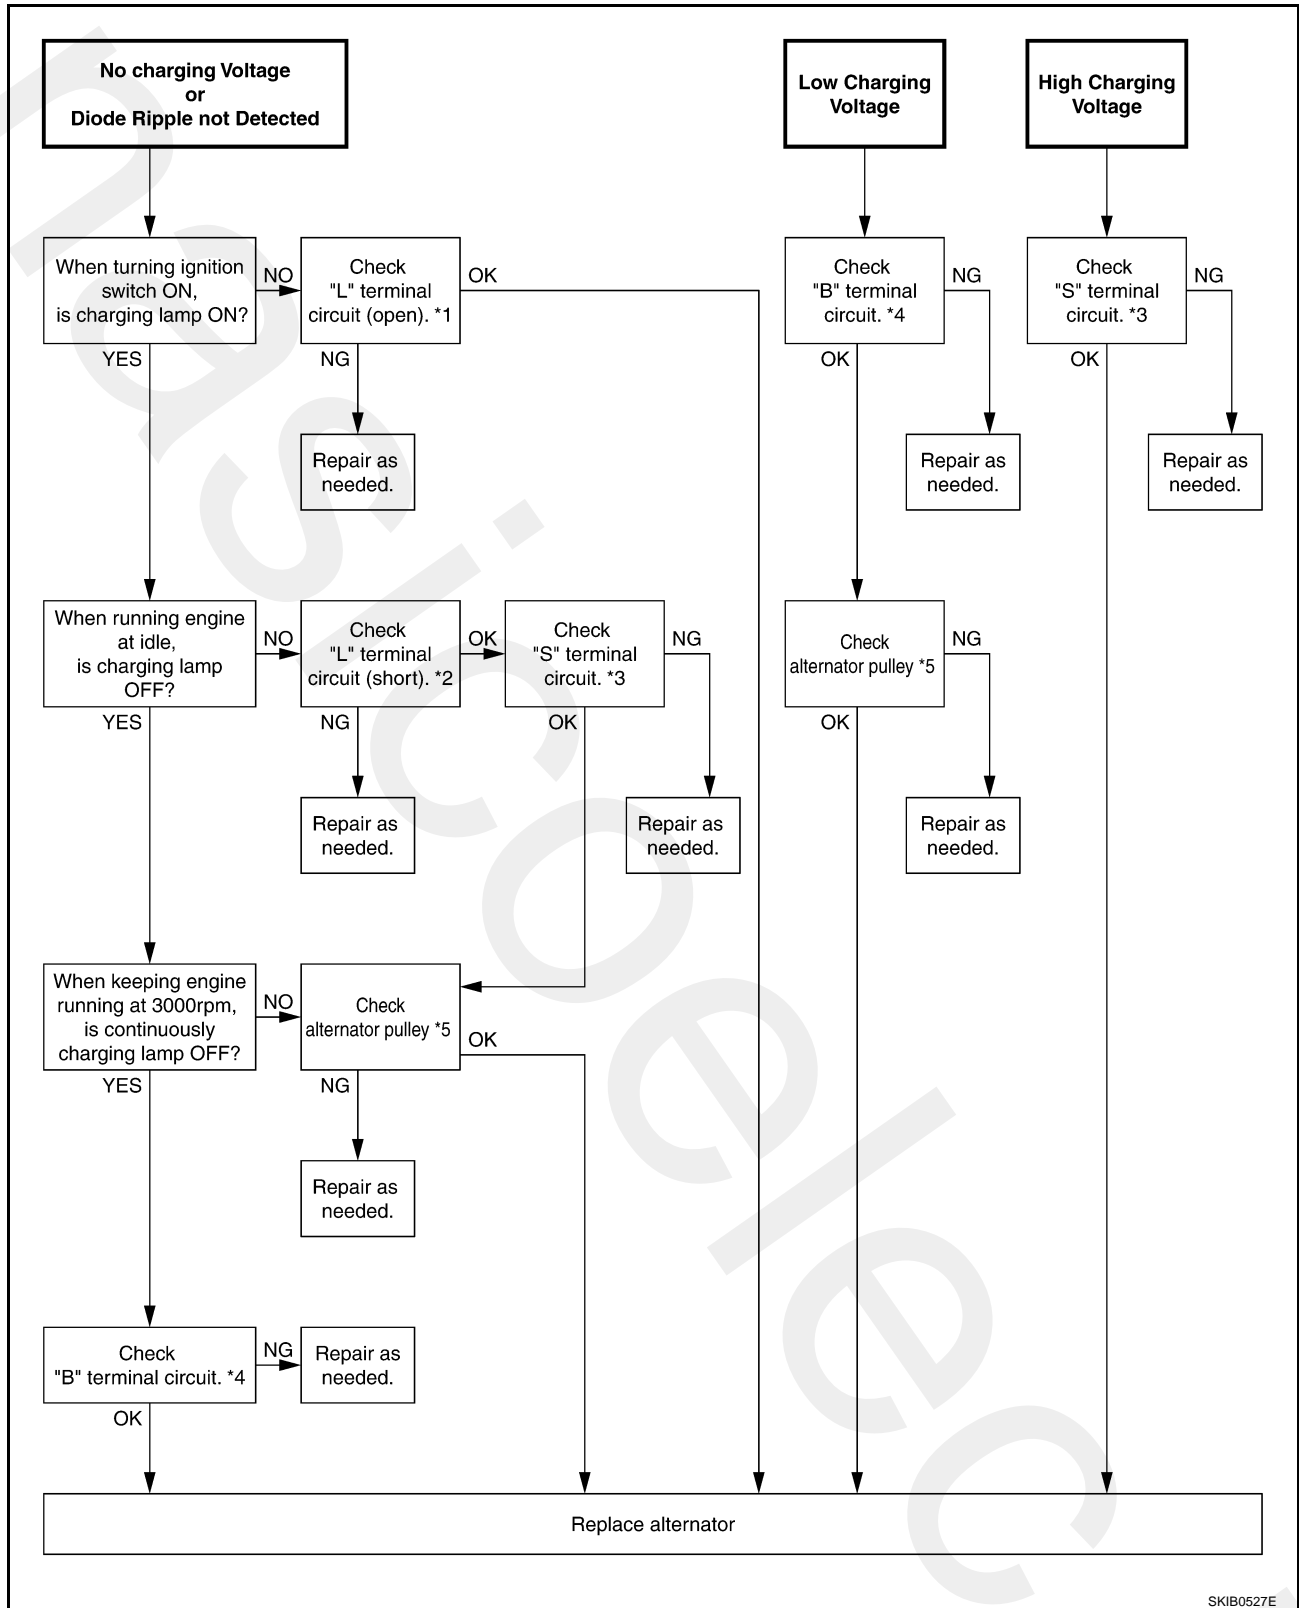 No charging Voltage
or
Diode Ripple not Detected
Low Charging
Voltage
High Charging
Voltage
When turning ignition
switch ON,
is charging lamp ON?
NO
YES
Check
"L" terminal
circuit (open). *1
OK
NG
Repair as
needed.
Check
"B" terminal
circuit. *4
NG
OK
Repair as
needed.
Check
"S" terminal
circuit. *3
NG
OK
Repair as
needed.
When running engine
at idle,
is charging lamp
OFF?
NO
YES
Check
"L" terminal
circuit (short). *2
OK
NG
Repair as
needed.
Check
"S" terminal
circuit. *3
NG
OK
Repair as
needed.
Check
alternator pulley *5
NG
OK
Repair as
needed.
When keeping engine
running at 3000rpm,
is continuously
charging lamp OFF?
NO
YES
Check
alternator pulley *5
OK
NG
Repair as
needed.
Check
"B" terminal circuit. *4
NG
OK
Repair as
needed.
Replace alternator
SKIB0527E
nasicoelec